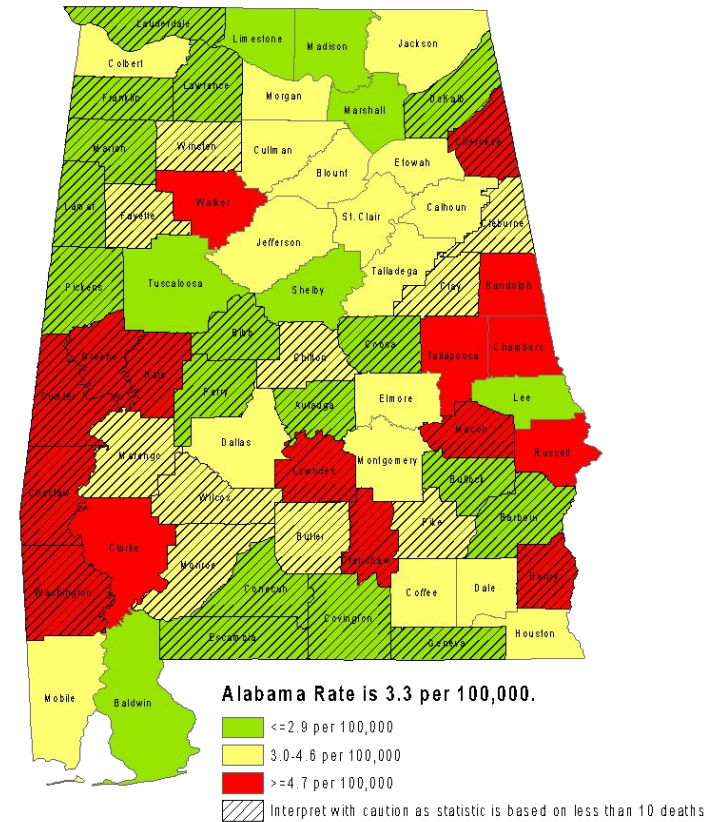 Lauderdale
Limestone
Madison
Jackson
Colbert
Franklin
Lawrence
Morgan
Marshall
DeKalb
Cherokee
Marion
Winston
Cullman
Blount
Etowah
Lamar
Fayette
Walker
Jefferson
St.Clair
Calhoun
Cleburne
Pickens
Tuscaloosa
Shelby
Talladega
Clay
Randolph
Greene
Hale
Sumter
Bibb
Perry
Chilton
Coosa
Tallapoosa
Chambers
Autauga
Elmore
Lee
Marengo
Dallas
Lowndes
Montgomery
Macon
Russell
Choctaw
Wilcox
Bullock
Barbour
Clarke
Monroe
Butler
Crenshaw
Pike
Henry
Washington
Conecuh
Covington
Coffee
Dale
Escambia
Geneva
Houston
Mobile
Baldwin
Alabama Rate is 3.3 per 100,000.
<=2.9 per 100,000
3.0-4.6 per 100,000
>=4.7 per 100,000
Interpret with caution as statistic is based on less than 10 deaths